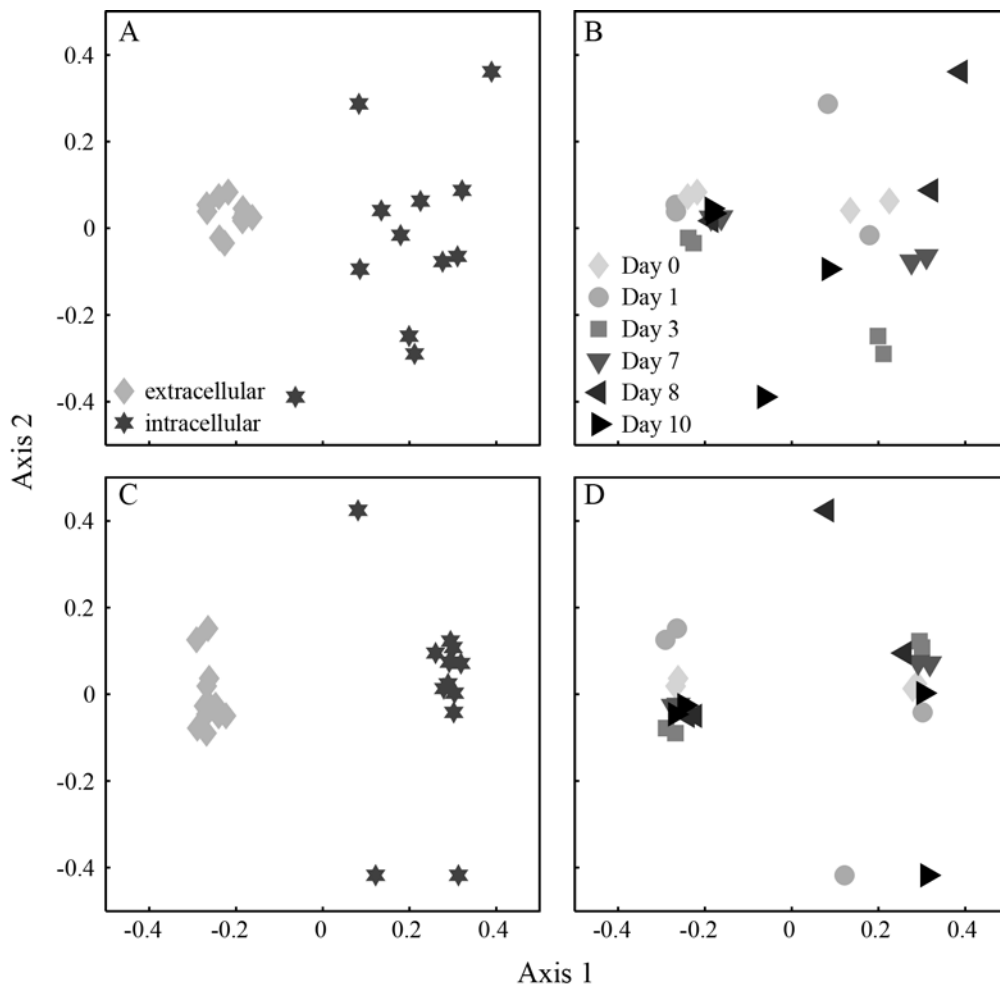 A
B
0.4
0.2
0
-0.2
-0.4
extracellular
intracellular
Day 0
Day 1
Day 3
Day 7
Day 8
Day 10
Axis 2
C
D
0.4
0.2
0
-0.2
-0.4
-0.4 -0.2 0 0.2 0.4
-0.4 -0.2 0 0.2 0.4
Axis 1